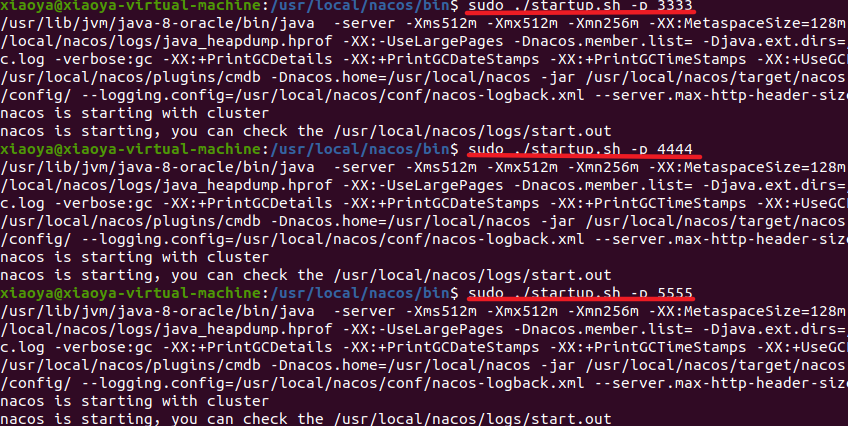 xiaoya@xiaoya-virtual-machine:/usr/local/nacos/bin$ sudo ./startup.sh -p 3333
/usr/lib/jvm/java-8-oracle/bin/java  -server -Xms512m -Xmx512m -Xmn256m -XX:MetaspaceSize=128m
/local/nacos/logs/java_heapdump.hprof -XX:-UseLargePages -Dnacos.member.list= -Djava.ext.dirs=
c.log -verbose:gc -XX:+PrintGCDetails -XX:+PrintGCDateStamps -XX:+PrintGCTimeStamps -XX:+UseGC
/usr/local/nacos/plugins/cmdb -Dnacos.home=/usr/local/nacos -jar /usr/local/nacos/target/nacos
/config/ --logging.config=/usr/local/nacos/conf/nacos-logback.xml --server.max-http-header-siz
nacos is starting with cluster
nacos is starting, you can check the /usr/local/nacos/logs/start.out
xiaoya@xiaoya-virtual-machine:/usr/local/nacos/bin$ sudo ./startup.sh -p 4444
/usr/lib/jvm/java-8-oracle/bin/java  -server -Xms512m -Xmx512m -Xmn256m -XX:MetaspaceSize=128m
/local/nacos/logs/java_heapdump.hprof -XX:-UseLargePages -Dnacos.member.list= -Djava.ext.dirs=
c.log -verbose:gc -XX:+PrintGCDetails -XX:+PrintGCDateStamps -XX:+PrintGCTimeStamps -XX:+UseGC
/usr/local/nacos/plugins/cmdb -Dnacos.home=/usr/local/nacos -jar /usr/local/nacos/target/nacos
/config/ --logging.config=/usr/local/nacos/conf/nacos-logback.xml --server.max-http-header-siz
nacos is starting with cluster
nacos is starting, you can check the /usr/local/nacos/logs/start.out
xiaoya@xiaoya-virtual-machine:/usr/local/nacos/bin$ sudo ./startup.sh -p 5555
/usr/lib/jvm/java-8-oracle/bin/java  -server -Xms512m -Xmx512m -Xmn256m -XX:MetaspaceSize=128m
/local/nacos/logs/java_heapdump.hprof -XX:-UseLargePages -Dnacos.member.list= -Djava.ext.dirs=
c.log -verbose:gc -XX:+PrintGCDetails -XX:+PrintGCDateStamps -XX:+PrintGCTimeStamps -XX:+UseGC
/usr/local/nacos/plugins/cmdb -Dnacos.home=/usr/local/nacos -jar /usr/local/nacos/target/nacos
/config/ --logging.config=/usr/local/nacos/conf/nacos-logback.xml --server.max-http-header-siz
nacos is starting with cluster
nacos is starting, you can check the /usr/local/nacos/logs/start.out